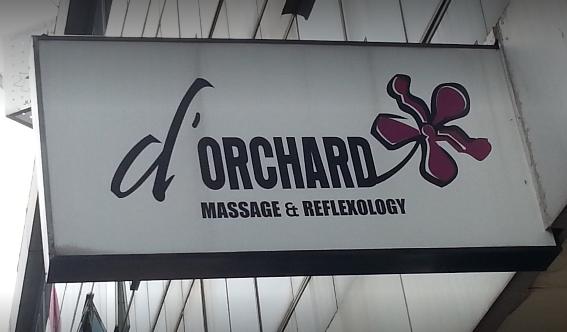 d'ORCHARD
MASSAGE & REFLEXOLOGY